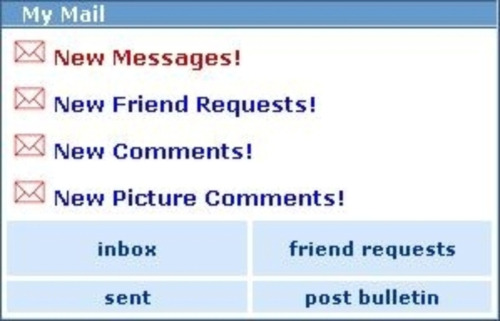 My Mail
New Messages!
New Friend Requests!
New Comments!
New Picture Comments!
inbox friend requests
sent post bulletin